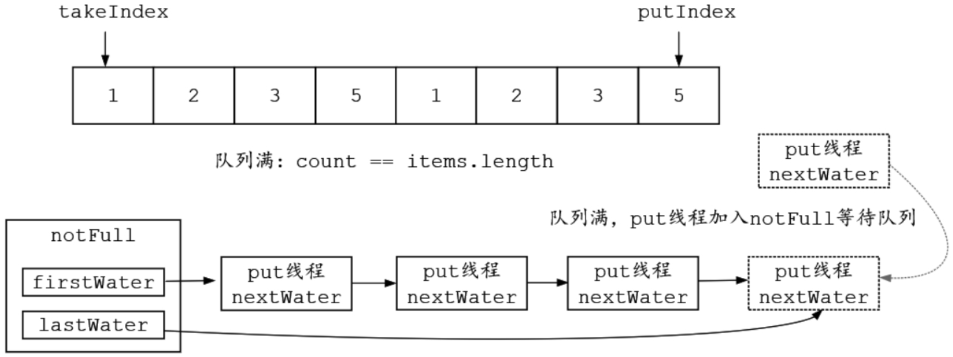 takeIndex putIndex
1 2 3 5 1 2 3 5
队列满: count == items.length
put线程
nextWater
队列满, put线程加入notFull等待队列
notFull
firstWater
lastWater
put线程
nextWater
put线程
nextWater
put线程
nextWater
put线程
nextWater